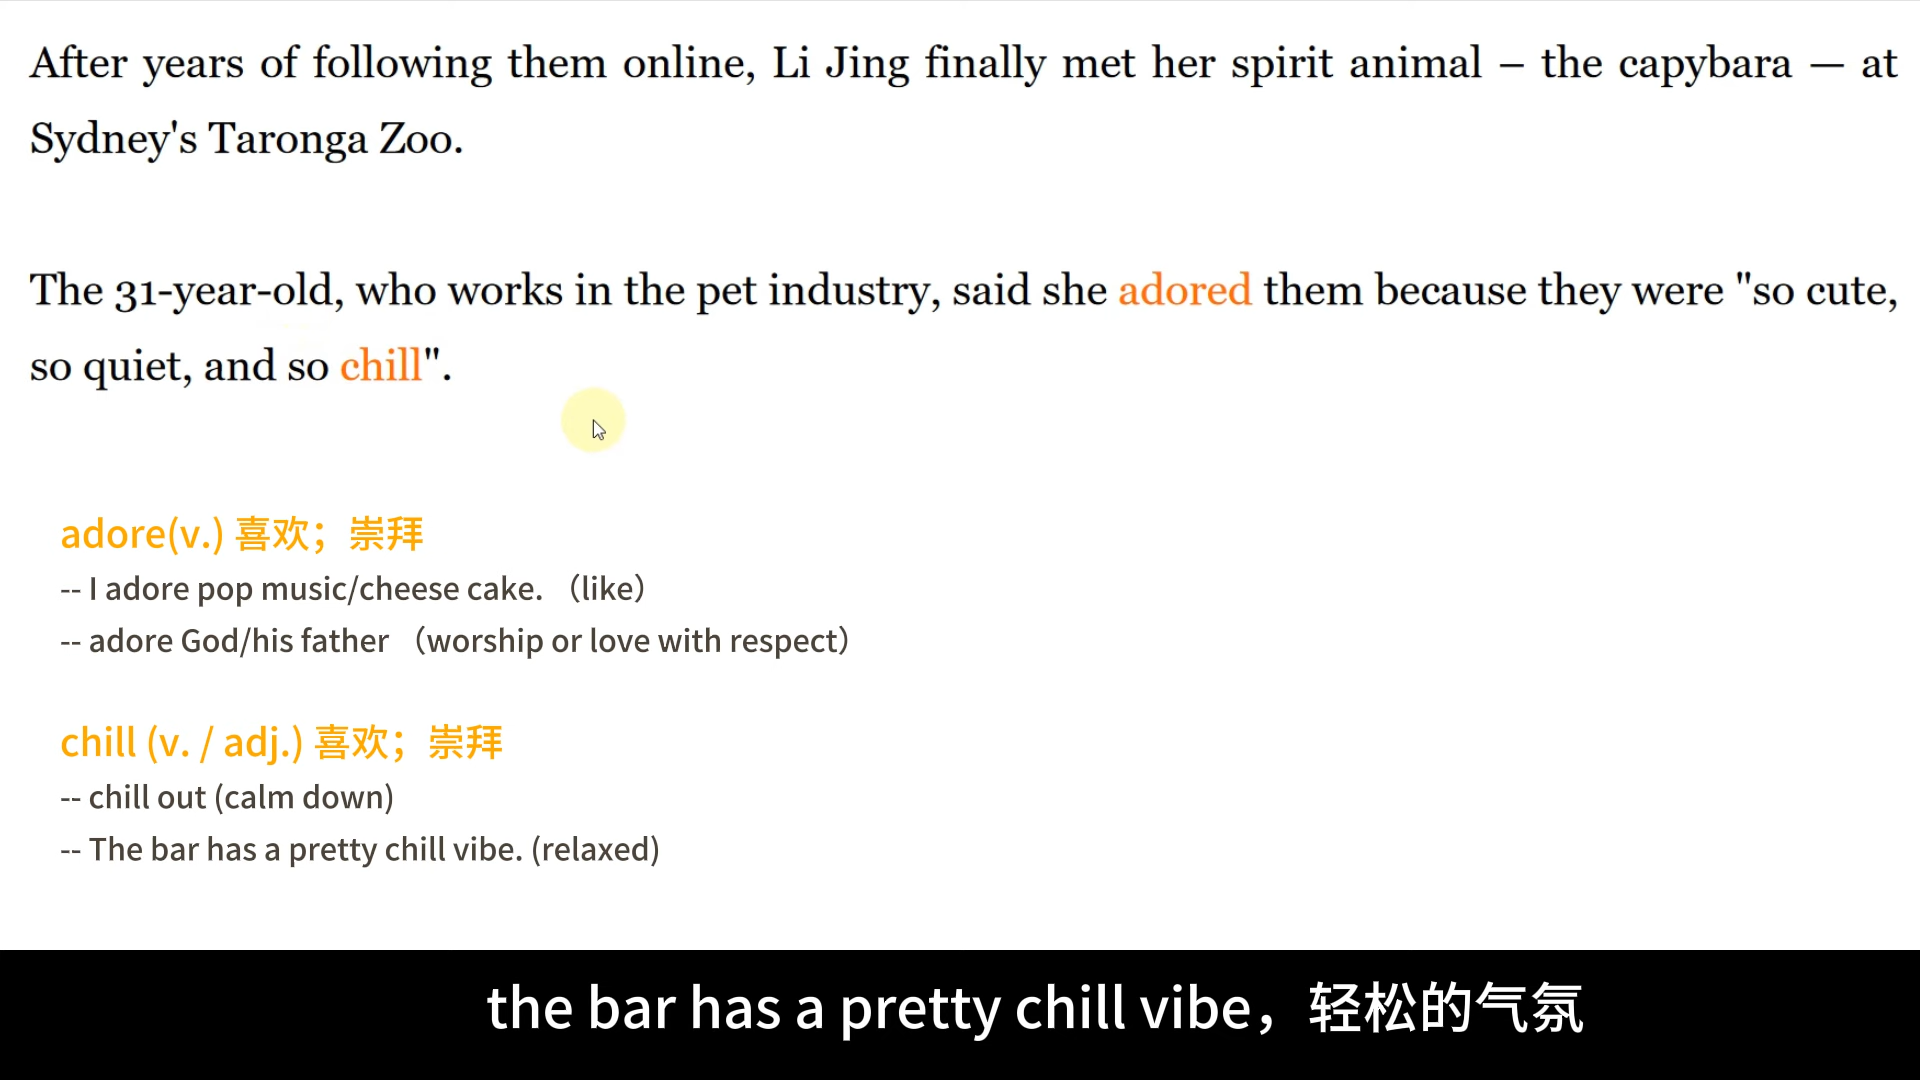 After years of following them online, Li Jing finally met her spirit animal – the capybara — at
Sydney's Taronga Zoo.
The 31-year-old, who works in the pet industry, said she adored them because they were "so cute,
so quiet, and so chill".
adore(v.) 喜欢；崇拜
-- I adore pop music/cheese cake. （like）
-- adore God/his father （worship or love with respect）
chill (v. / adj.) 喜欢；崇拜
-- chill out (calm down)
-- The bar has a pretty chill vibe. (relaxed)
the bar has a pretty chill vibe，轻松的气氛